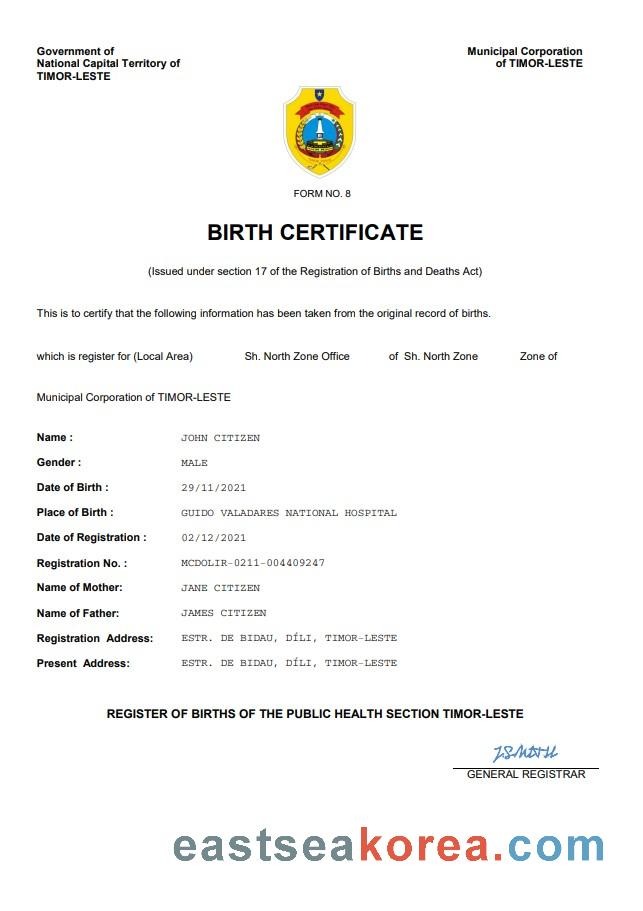 Government of
National Capital Territory of
TIMOR-LESTE
Municipal Corporation
of TIMOR-LESTE
FORM NO. 8
BIRTH CERTIFICATE
(Issued under section 17 of the Registration of Births and Deaths Act)
This is to certify that the following information has been taken from the original record of births.
which is register for (Local Area) Sh. North Zone Office of Sh. North Zone Zone of
Municipal Corporation of TIMOR-LESTE
Name : JOHN CITIZEN
Gender : MALE
Date of Birth : 29/11/2021
Place of Birth : GUIDO VALADARES NATIONAL HOSPITAL
Date of Registration : 02/12/2021
Registration No. : MCDOLIR-0211-004409247
Name of Mother: JANE CITIZEN
Name of Father: JAMES CITIZEN
Registration Address: ESTR. DE BIDAU, DÍLI, TIMOR-LESTE
Present Address: ESTR. DE BIDAU, DÍLI, TIMOR-LESTE
REGISTER OF BIRTHS OF THE PUBLIC HEALTH SECTION TIMOR-LESTE
GENERAL REGISTRAR
eastseakorea.com